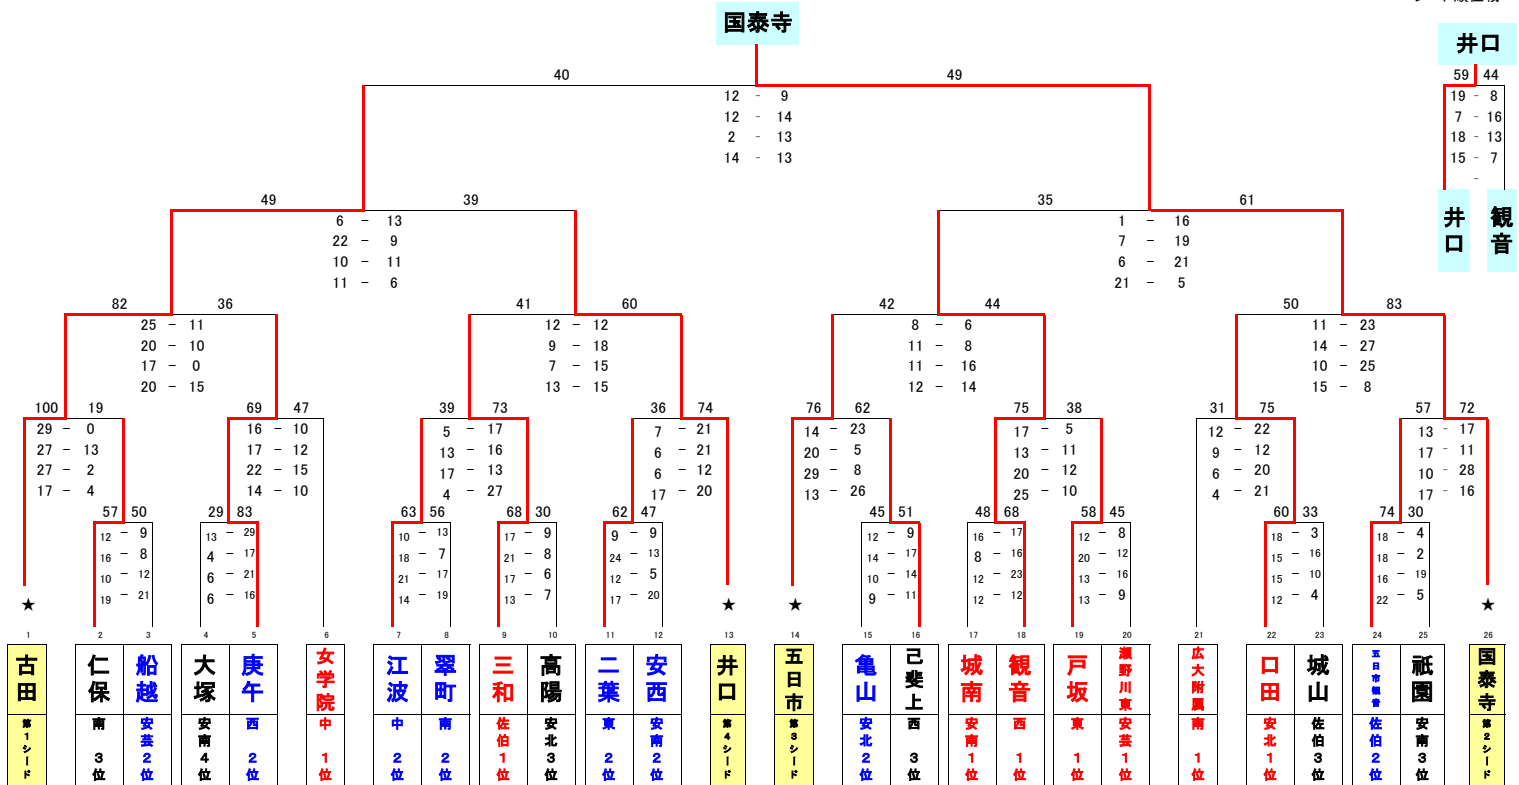 国泰寺
井口
40 49
59 44
12 - 9
12 - 14
2 - 13
14 - 13
19 - 8
7 - 16
18 - 13
15 - 7
-
井口 観音
49 39
35 61
6 - 13
22 - 9
10 - 11
11 - 6
1 - 16
7 - 19
6 - 21
21 - 5
82 36
41 60
42 44
50 83
25 - 11
20 - 10
17 - 0
20 - 15
12 - 12
9 - 18
7 - 15
13 - 15
8 - 6
11 - 8
11 - 16
12 - 14
11 - 23
14 - 27
10 - 25
15 - 8
100 19
69 47
39 73
36 74
76 62
75 38
31 75
57 72
29 - 0
27 - 13
27 - 2
17 - 4
16 - 10
17 - 12
22 - 15
14 - 10
5 - 17
13 - 16
17 - 13
4 - 27
7 - 21
6 - 21
6 - 12
17 - 20
14 - 23
20 - 5
29 - 8
13 - 26
17 - 5
13 - 11
20 - 12
25 - 10
12 - 22
9 - 12
6 - 20
4 - 21
13 - 17
17 - 11
10 - 28
17 - 16
57 50
29 83
63 56
68 30
62 47
45 51
48 68
58 45
60 33
74 30
12 - 9
16 - 8
10 - 12
19 - 21
13 - 29
4 - 17
6 - 21
6 - 16
10 - 13
18 - 7
21 - 17
14 - 19
17 - 9
21 - 8
17 - 6
13 - 7
9 - 9
24 - 13
12 - 5
17 - 20
12 - 9
14 - 17
10 - 14
9 - 11
16 - 17
8 - 16
12 - 23
12 - 12
12 - 8
20 - 12
13 - 16
13 - 9
18 - 3
15 - 16
15 - 10
12 - 4
18 - 4
18 - 2
16 - 19
22 - 5
★ ★ ★ ★
1 2 3 4 5 6 7 8 9 10 11 12 13 14 15 16 17 18 19 20 21 22 23 24 25 26
古田 仁保 船越 大塚 庚午 女学院 江波 翠町 三和 高陽 二葉 安西 井口 五日市 亀山 己斐上 城南 観音 戸坂 瀬野川東 広大附属 口田 城山 五日市観音 祇園 国泰寺
第1シード 南 3位 安芸2位 安南4位 西 2位 中 1位 中 2位 南 2位 佐伯1位 安北3位 東 2位 安南2位 第4シード 第3シード 安北2位 西 3位 安南1位 西 1位 東 1位 安芸1位 南 1位 安北1位 佐伯3位 佐伯2位 安南3位 第2シード